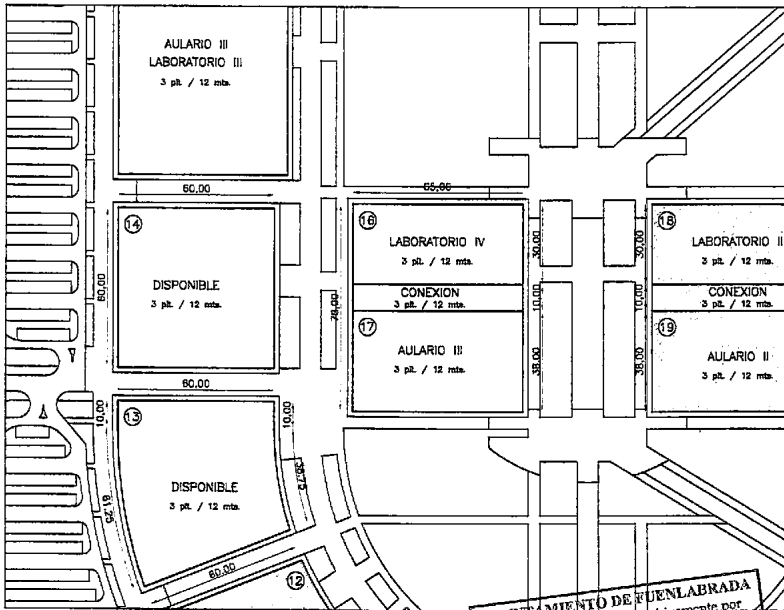 AULARIO III
LABORATORIO III
3 plt. / 12 mts.
60,00
65,00
14
DISPONIBLE
3 plt. / 12 mts.
60,00
16
LABORATORIO IV
3 plt. / 12 mts.
CONEXION
3 plt. / 12 mts.
17
AULARIO III
3 plt. / 12 mts.
78,00
30,00
10,00
38,00
30,00
10,00
38,00
18
LABORATORIO II
3 plt. / 12 mts.
CONEXION
3 plt. / 12 mts.
19
AULARIO II
3 plt. / 12 mts.
60,00
13
10,00
10,00
DISPONIBLE
3 plt. / 12 mts.
61,25
60,00
12
TAMIENTO DE FUENLABRADA
por